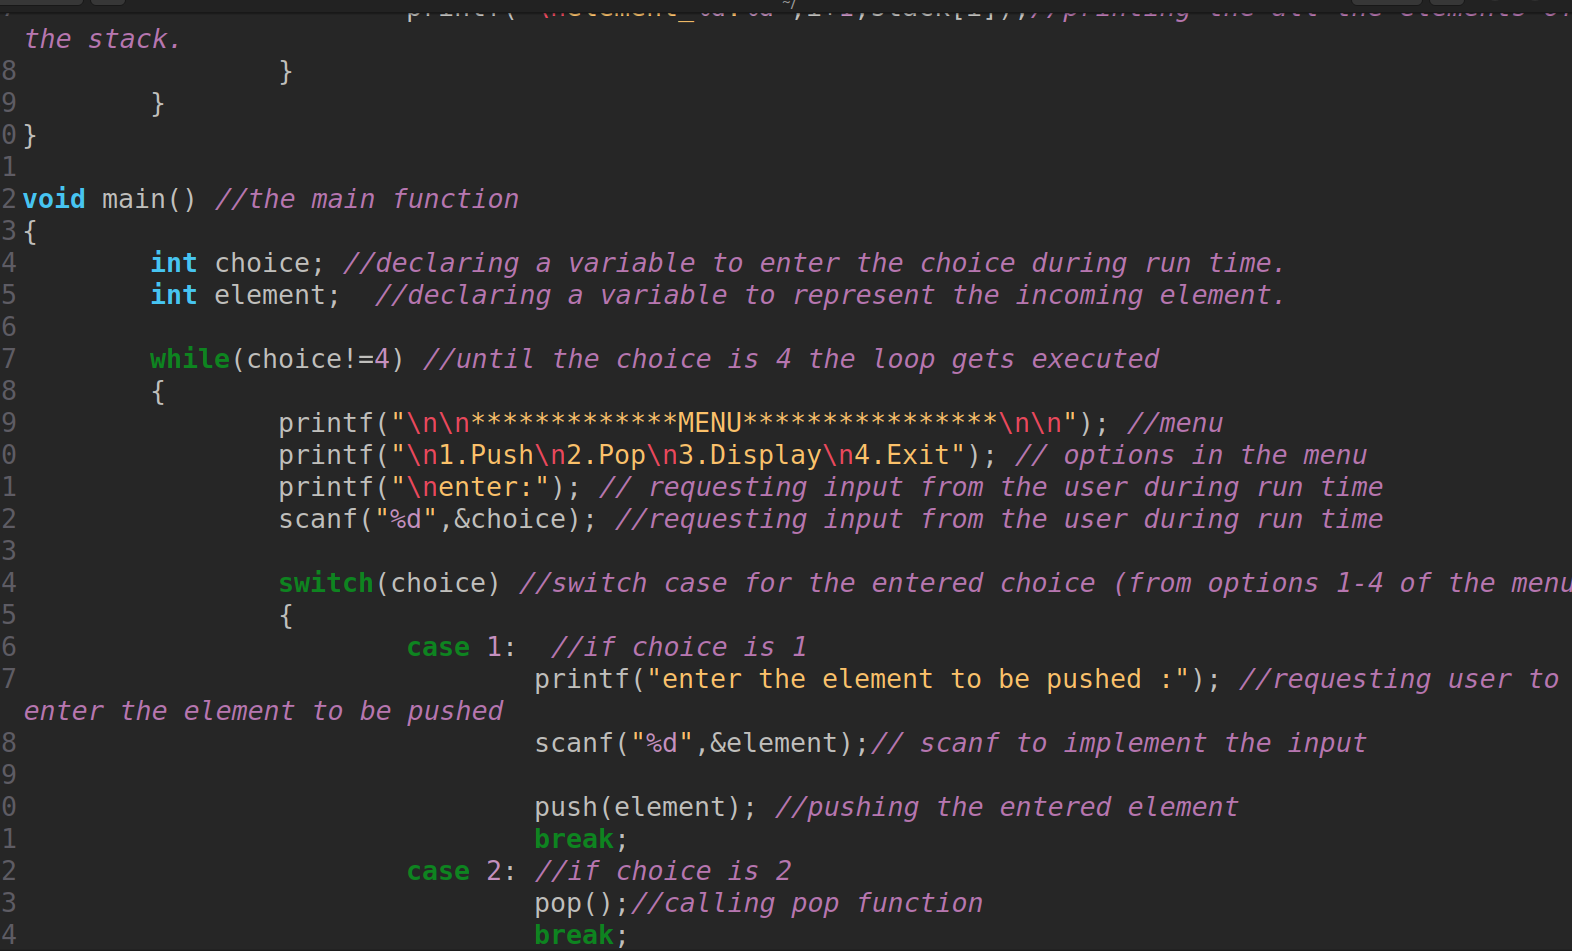 the stack.
8 }
9 }
0 }
1
2 void main() //the main function
3 {
4 int choice; //declaring a variable to enter the choice during run time.
5 int element;  //declaring a variable to represent the incoming element.
6
7 while(choice!=4) //until the choice is 4 the loop gets executed
8 {
9 printf("\n\n*************MENU****************\n\n"); //menu
0 printf("\n1.Push\n2.Pop\n3.Display\n4.Exit"); // options in the menu
1 printf("\nenter:"); // requesting input from the user during run time
2 scanf("%d",&choice); //requesting input from the user during run time
3
4 switch(choice) //switch case for the entered choice (from options 1-4 of the menu
5 {
6 case 1:  //if choice is 1
7 printf("enter the element to be pushed :"); //requesting user to
enter the element to be pushed
8 scanf("%d",&element);// scanf to implement the input
9
0 push(element); //pushing the entered element
1 break;
2 case 2: //if choice is 2
3 pop();//calling pop function
4 break;